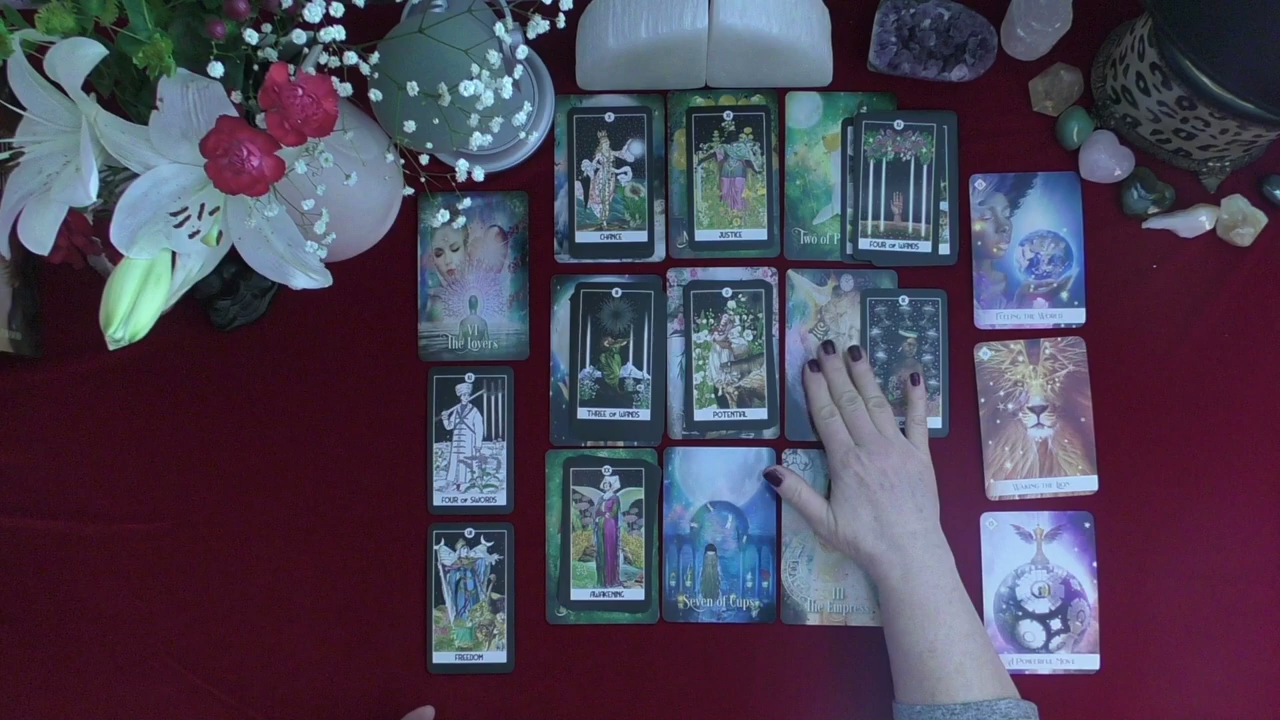 X
CHANCE
JUSTICE
Two of P
FOUR OF WANDS
FEELING THE WORLD
VI
The Lovers
THREE OF WANDS
POTENTIAL
WAKING THE LION
FOUR OF SWORDS
AWAKENING
Seven of Cups
III
The Empress
FREEDOM
A POWERFUL MOVE